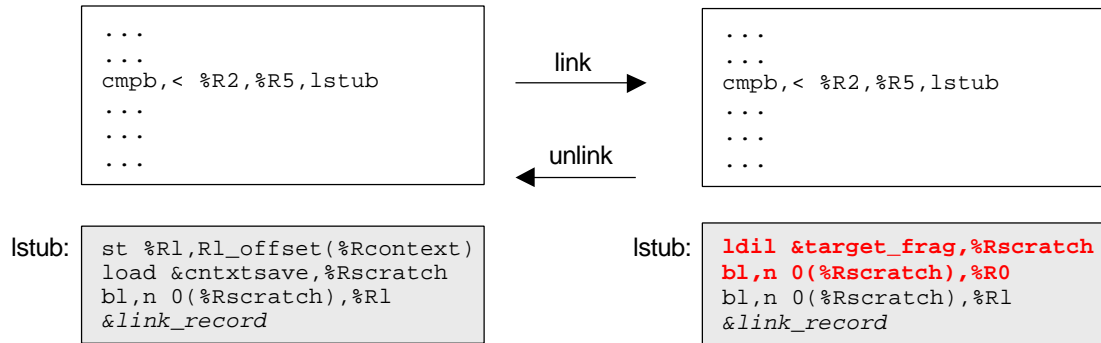 ...
...
cmpb,< %R2,%R5,lstub
...
...
...
link
unlink
...
...
cmpb,< %R2,%R5,lstub
...
...
...
lstub:
st %Rl,Rl_offset(%Rcontext)
load &cntxtsave,%Rscratch
bl,n 0(%Rscratch),%Rl
&link_record
lstub:
ldil &target_frag,%Rscratch
bl,n 0(%Rscratch),%R0
bl,n 0(%Rscratch),%Rl
&link_record